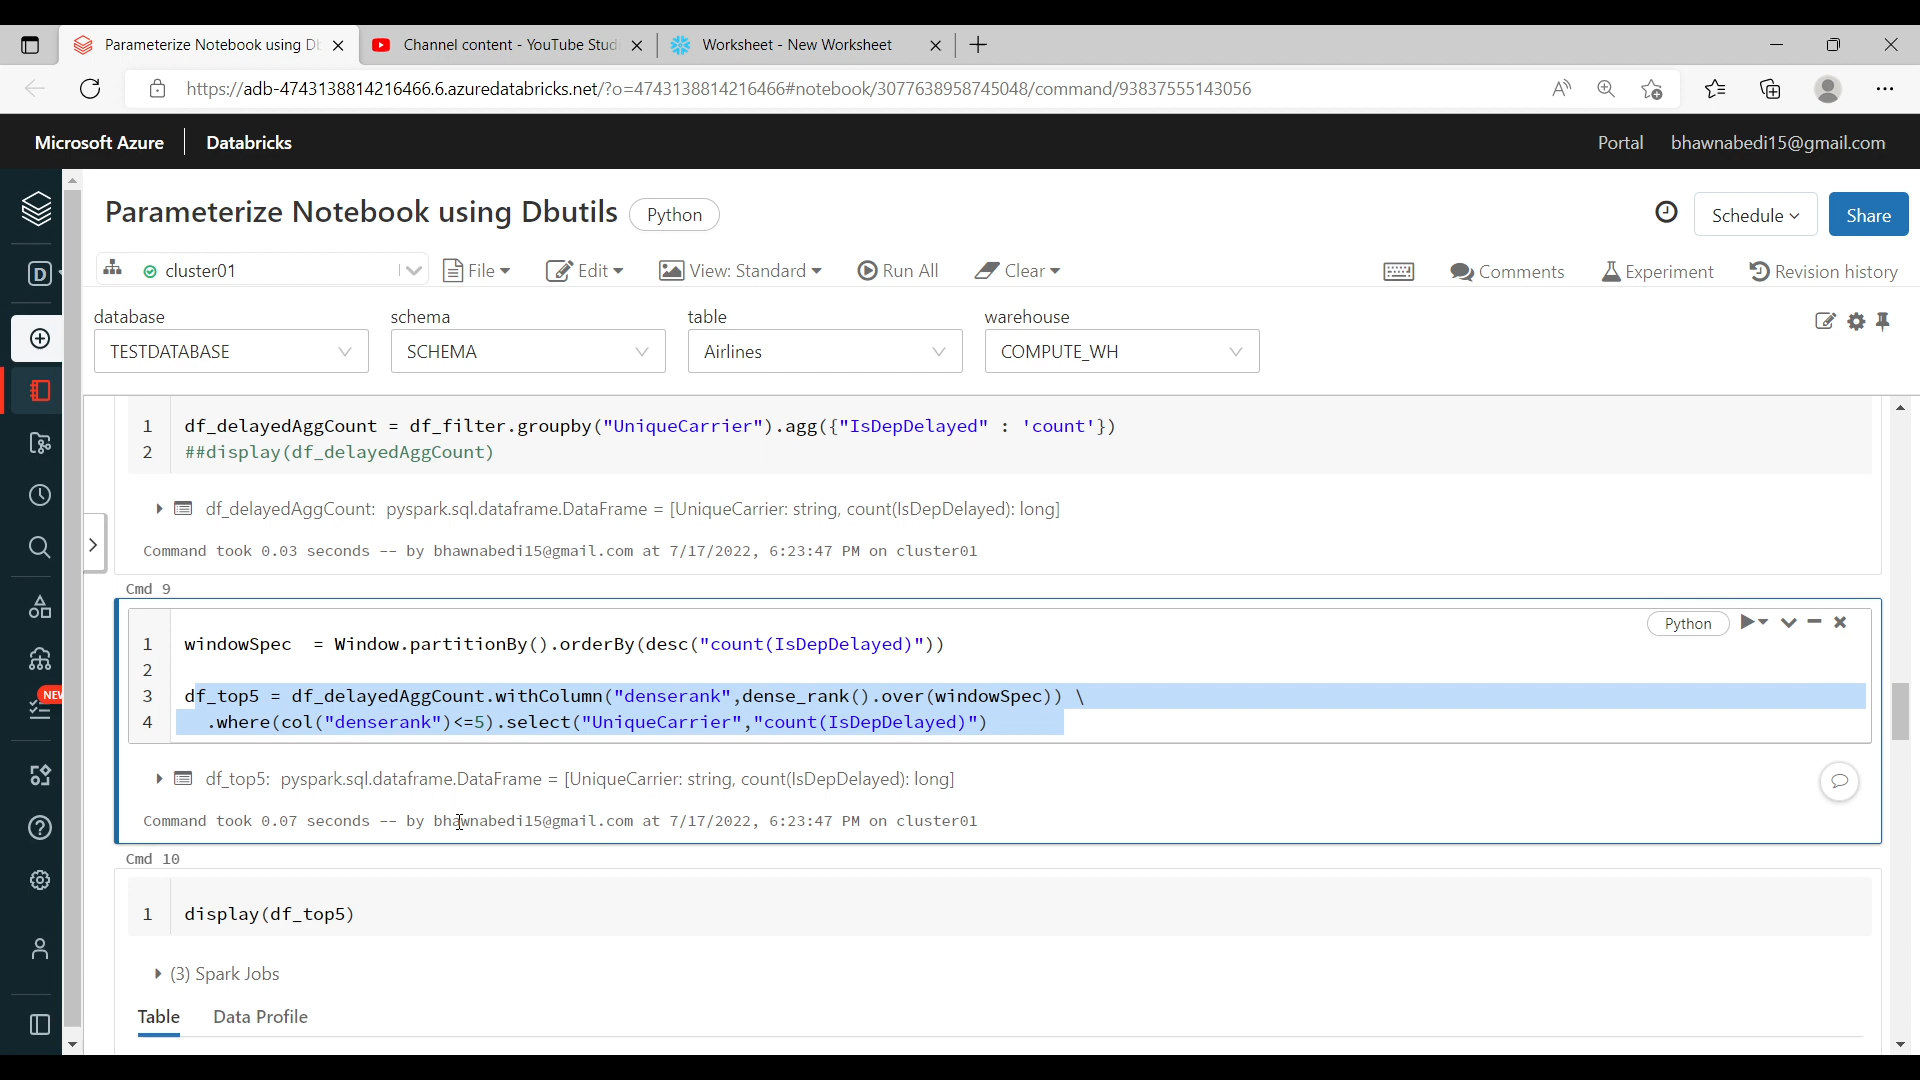 Parameterize Notebook using Db
Channel content - YouTube Studi
Worksheet - New Worksheet
https://adb-4743138814216466.6.azuredatabricks.net/?o=4743138814216466#notebook/3077638958745048/command/93837555143056
Microsoft Azure
Databricks
Portal
bhawnabedi15@gmail.com
Parameterize Notebook using Dbutils
Python
Schedule
Share
D
cluster01
File
Edit
View: Standard
Run All
Clear
Comments
Experiment
Revision history
database
schema
table
warehouse
TESTDATABASE
SCHEMA
Airlines
COMPUTE_WH
1 df_delayedAggCount = df_filter.groupby("UniqueCarrier").agg({"IsDepDelayed" : 'count'})
2 ##display(df_delayedAggCount)
df_delayedAggCount: pyspark.sql.dataframe.DataFrame = [UniqueCarrier: string, count(IsDepDelayed): long]
Command took 0.03 seconds -- by bhawnabedi15@gmail.com at 7/17/2022, 6:23:47 PM on cluster01
Cmd 9
Python
1 windowSpec = Window.partitionBy().orderBy(desc("count(IsDepDelayed)"))
2
3 df_top5 = df_delayedAggCount.withColumn("denserank",dense_rank().over(windowSpec)) \
4 .where(col("denserank")<=5).select("UniqueCarrier","count(IsDepDelayed)")
df_top5: pyspark.sql.dataframe.DataFrame = [UniqueCarrier: string, count(IsDepDelayed): long]
Command took 0.07 seconds -- by bhawnabedi15@gmail.com at 7/17/2022, 6:23:47 PM on cluster01
NEW
Cmd 10
1 display(df_top5)
(3) Spark Jobs
Table
Data Profile